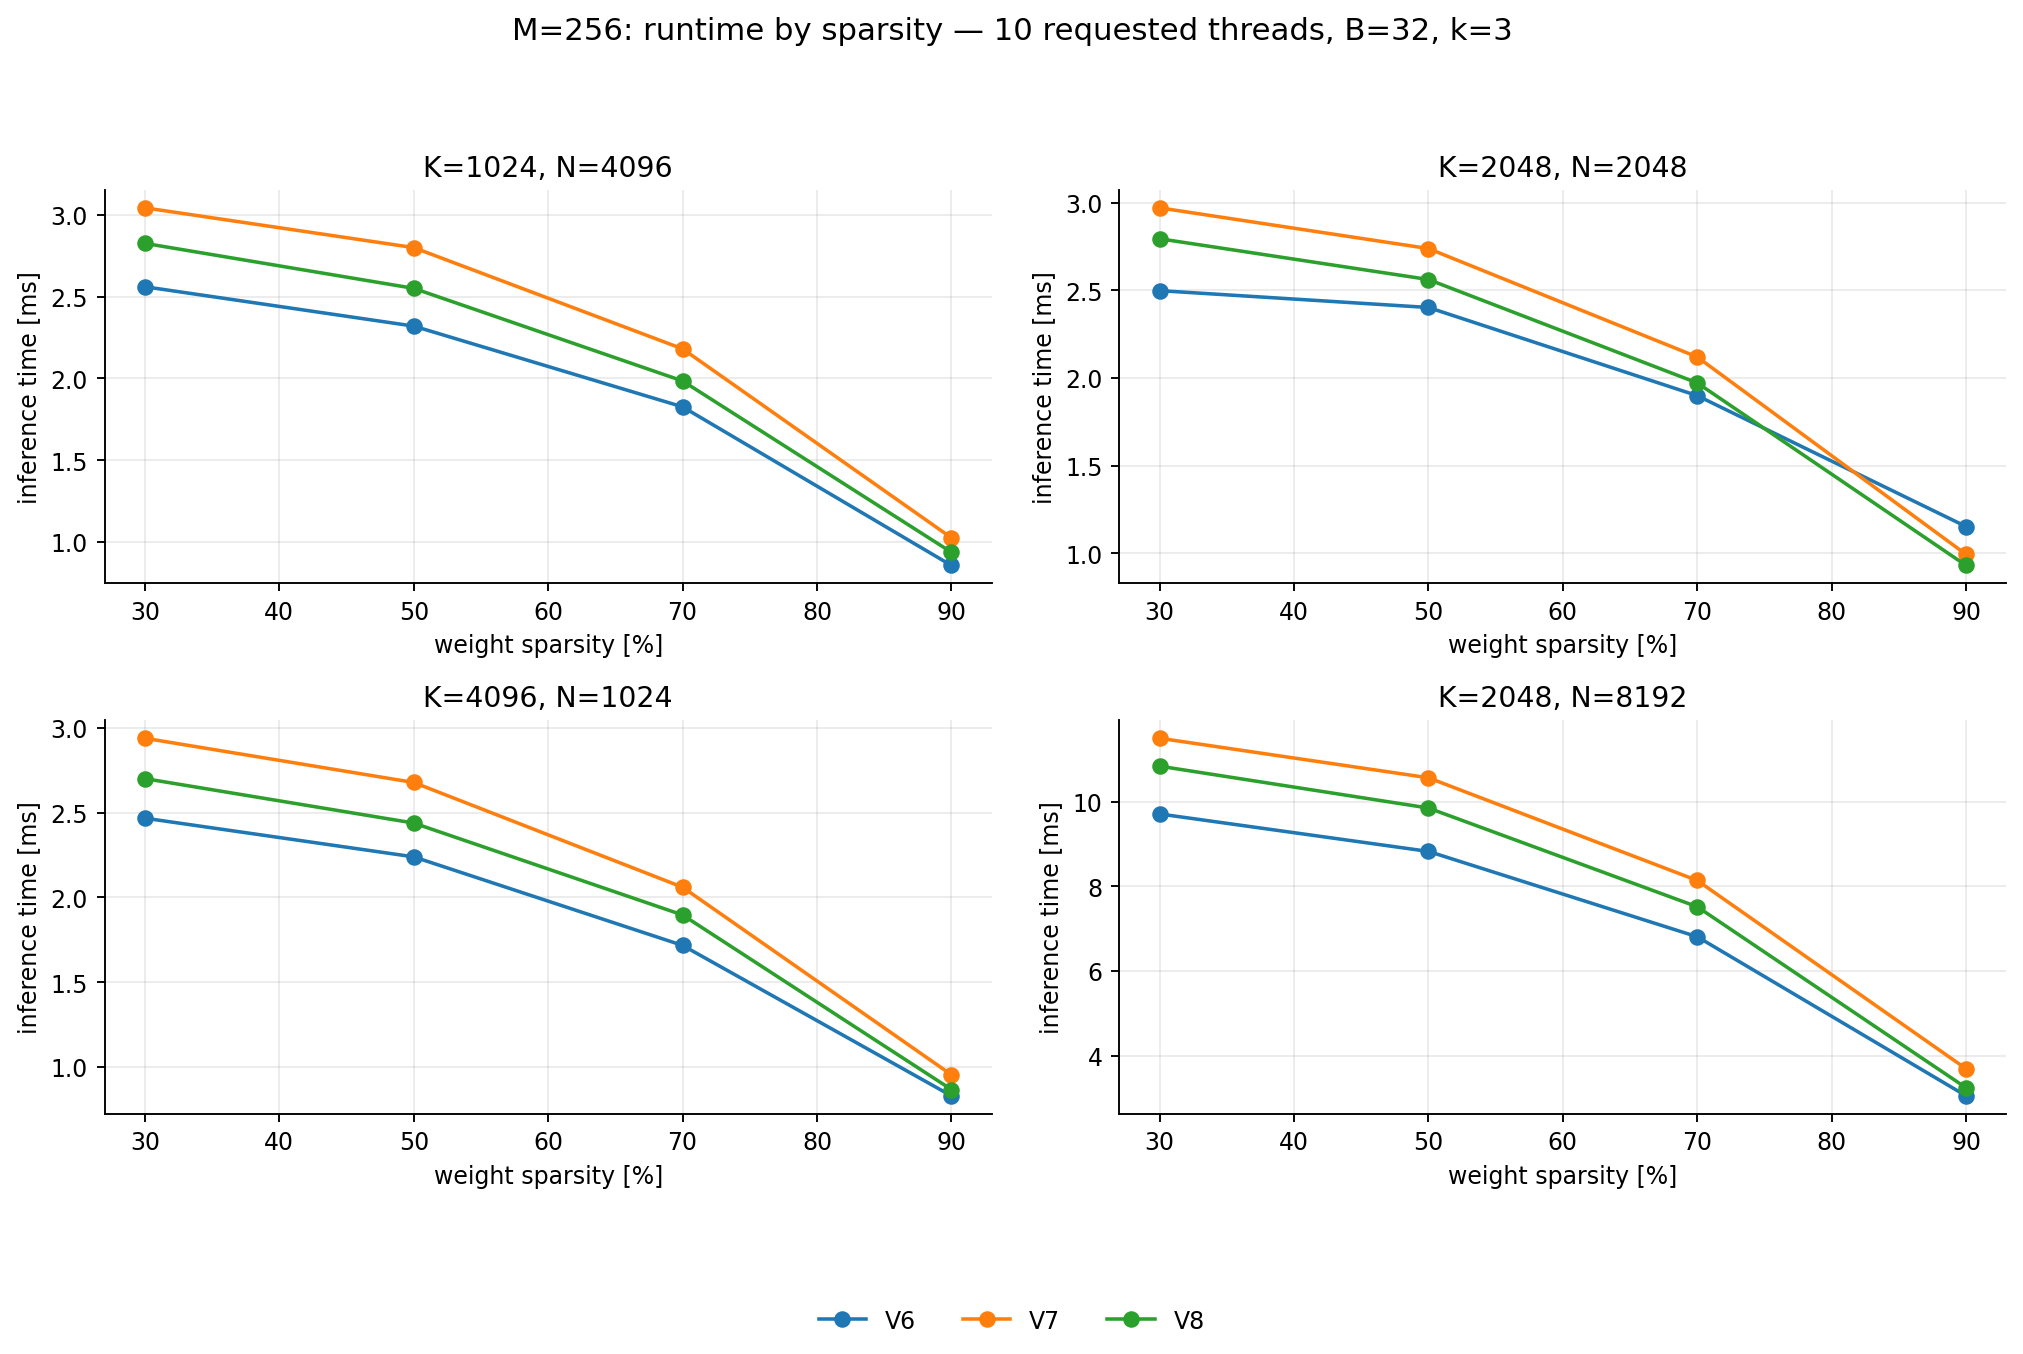 M=256: runtime by sparsity — 10 requested threads, B=32, k=3
K=1024, N=4096
3.0
2.5
2.0
1.5
1.0
inference time [ms]
30 40 50 60 70 80 90
weight sparsity [%]
K=2048, N=2048
3.0
2.5
2.0
1.5
1.0
inference time [ms]
30 40 50 60 70 80 90
weight sparsity [%]
K=4096, N=1024
3.0
2.5
2.0
1.5
1.0
inference time [ms]
30 40 50 60 70 80 90
weight sparsity [%]
K=2048, N=8192
10
8
6
4
inference time [ms]
30 40 50 60 70 80 90
weight sparsity [%]
V6 V7 V8